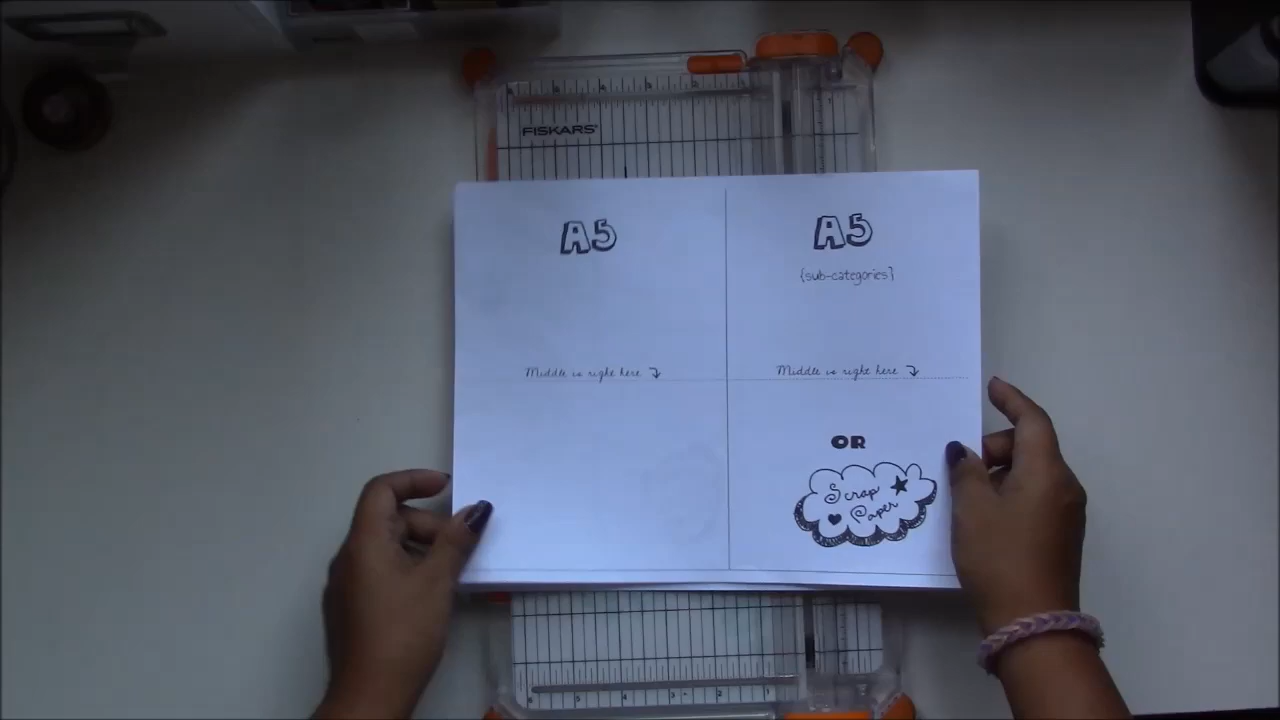 FISKARS
A5
A5
{sub-categories}
Middle is right here
Middle is right here
OR
Scrap
Paper